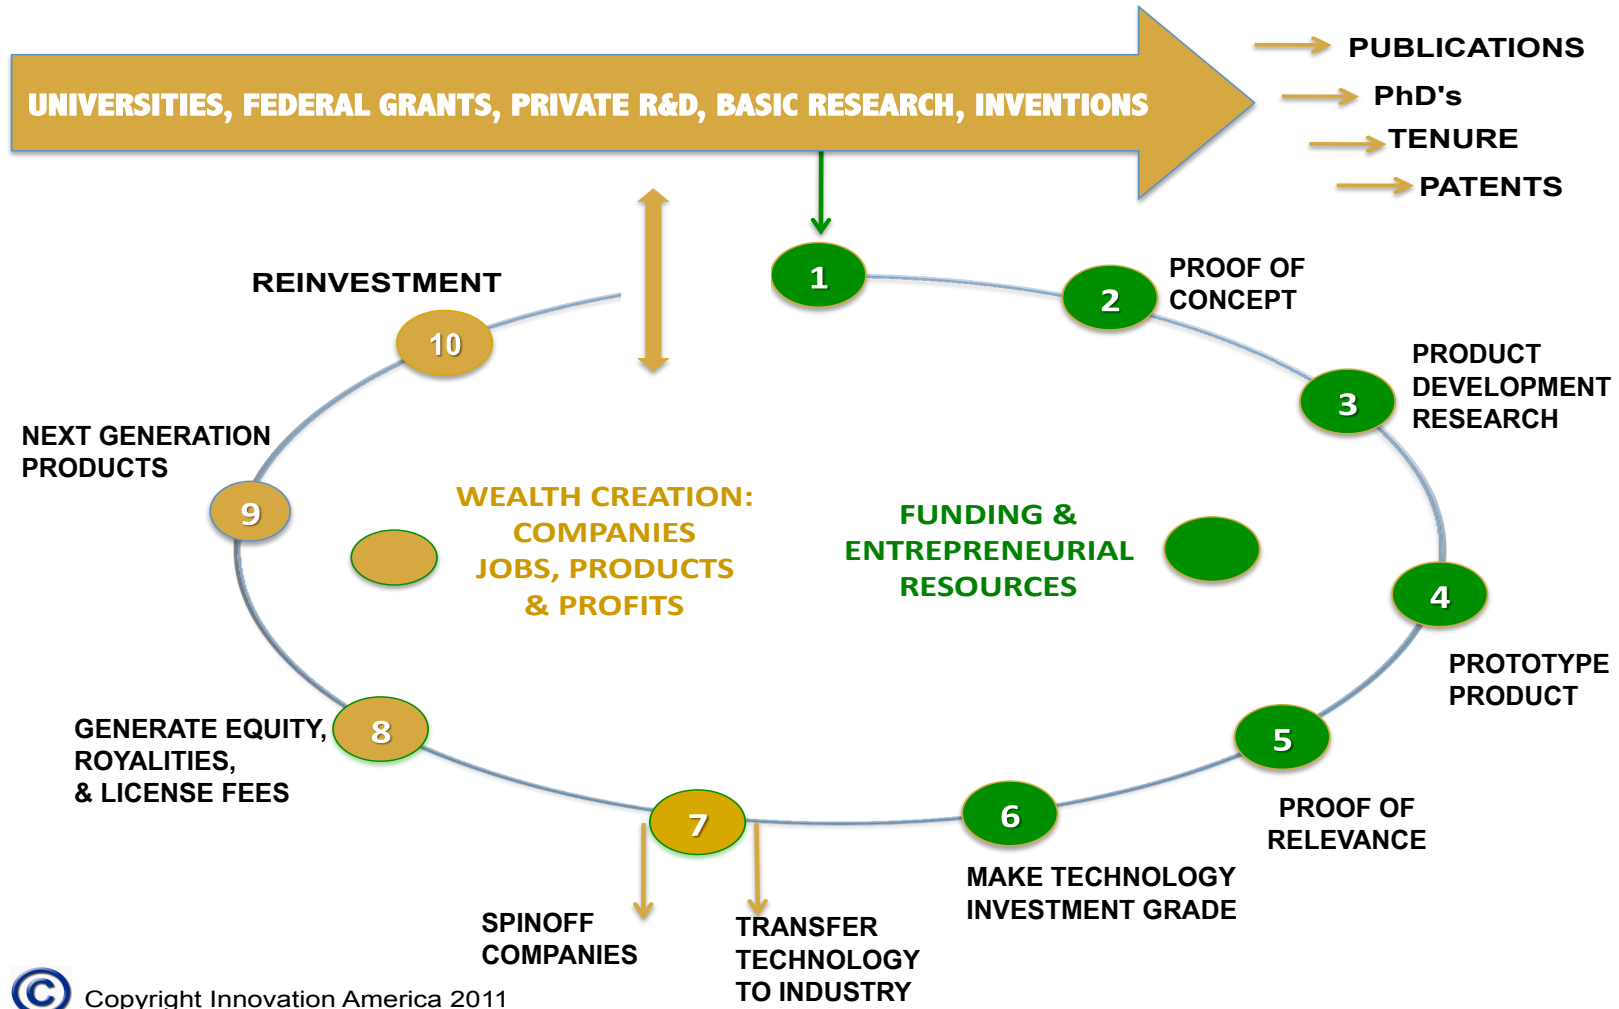 UNIVERSITIES, FEDERAL GRANTS, PRIVATE R&D, BASIC RESEARCH, INVENTIONS
PUBLICATIONS
PhD's
TENURE
PATENTS
1
2
PROOF OF
CONCEPT
3
PRODUCT
DEVELOPMENT
RESEARCH
4
PROTOTYPE
PRODUCT
5
PROOF OF
RELEVANCE
6
MAKE TECHNOLOGY
INVESTMENT GRADE
7
SPINOFF
COMPANIES
TRANSFER
TECHNOLOGY
TO INDUSTRY
8
GENERATE EQUITY,
ROYALITIES,
& LICENSE FEES
9
NEXT GENERATION
PRODUCTS
10
REINVESTMENT
WEALTH CREATION:
COMPANIES
JOBS, PRODUCTS
& PROFITS
FUNDING &
ENTREPRENEURIAL
RESOURCES
© Copyright Innovation America 2011